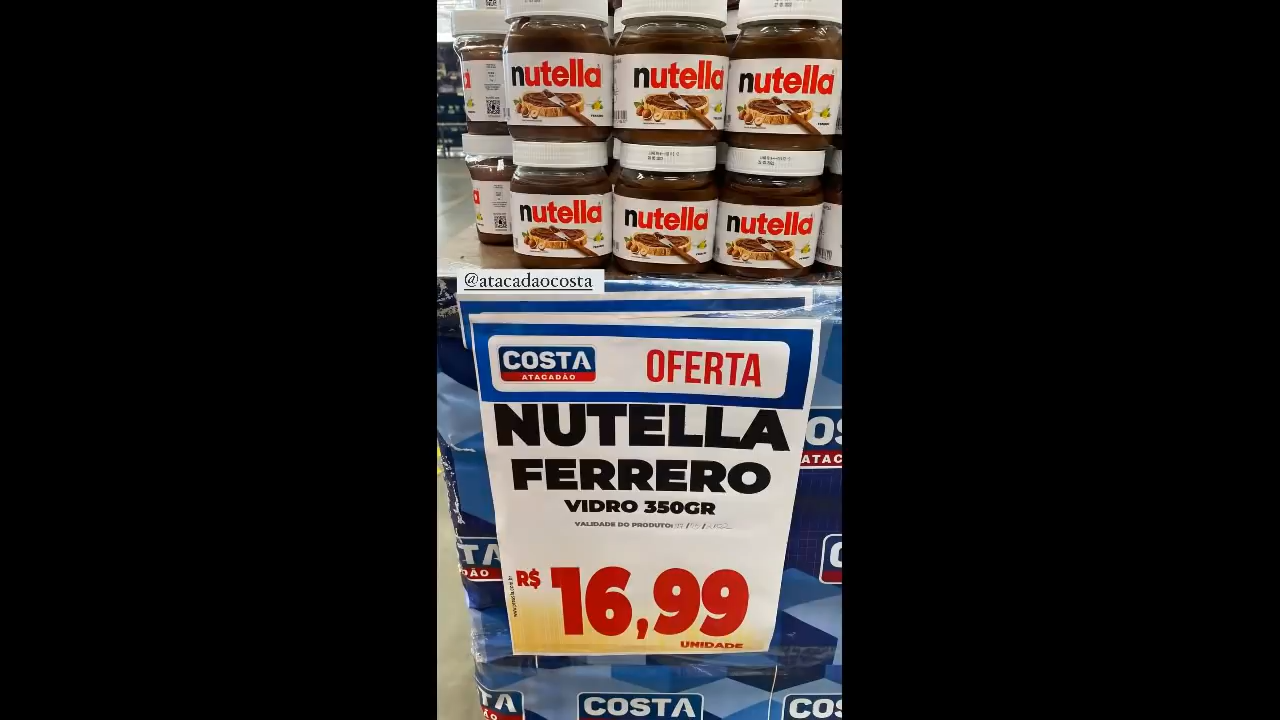 nutella nutella nutella
nutella nutella nutella
@atacadaocosta
COSTA
ATACADÃO
OFERTA
NUTELLA
FERRERO
VIDRO 350GR
VALIDADE DO PRODUTO:
R$ 16,99
UNIDADE
COSTA